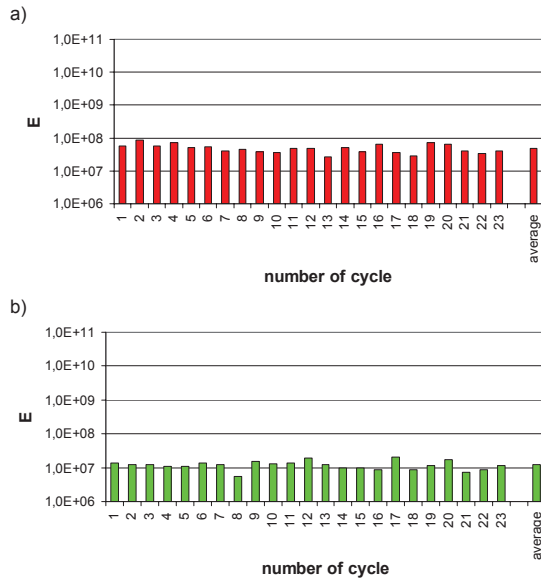 a)
1,0E+11
1,0E+10
1,0E+09
1,0E+08
1,0E+07
1,0E+06
E
1 2 3 4 5 6 7 8 9 10 11 12 13 14 15 16 17 18 19 20 21 22 23 average
number of cycle
b)
1,0E+11
1,0E+10
1,0E+09
1,0E+08
1,0E+07
1,0E+06
E
1 2 3 4 5 6 7 8 9 10 11 12 13 14 15 16 17 18 19 20 21 22 23 average
number of cycle